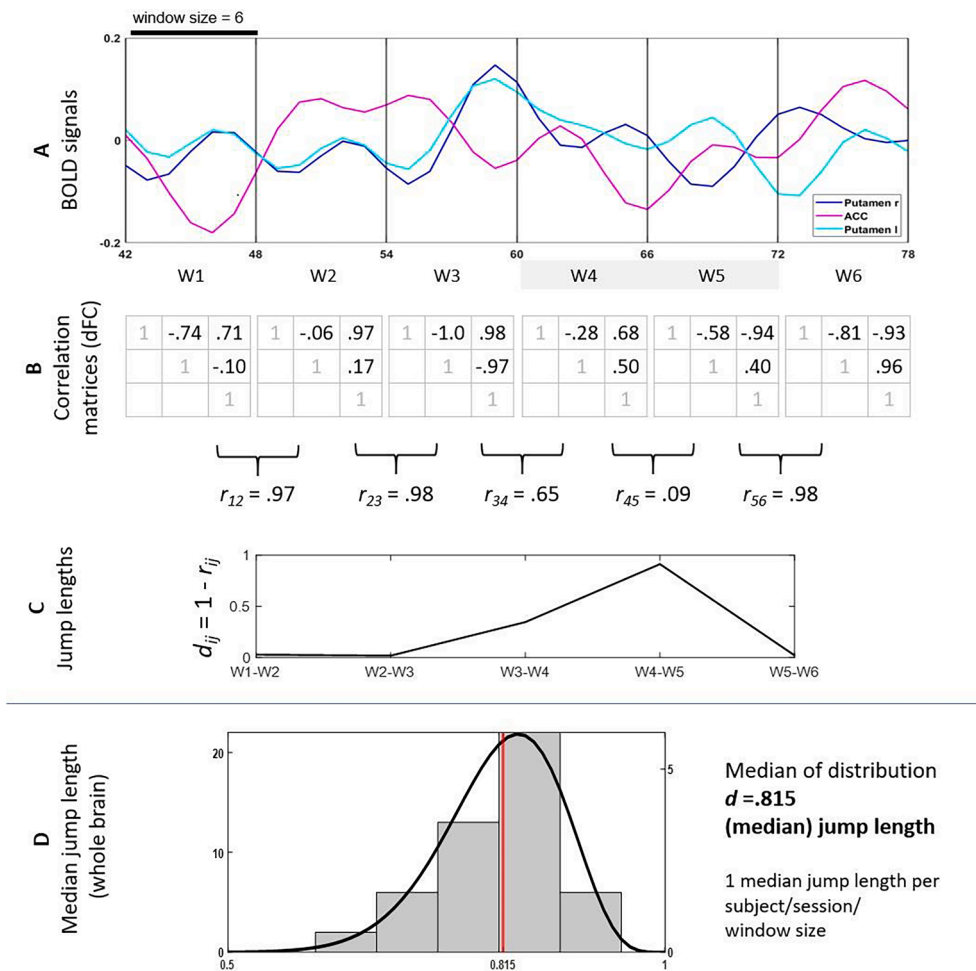 window size = 6
A
BOLD signals
0.2
0
-0.2
Putamen r
ACC
Putamen l
42 48 54 60 66 72 78
W1 W2 W3 W4 W5 W6
B
Correlation
matrices (dFC)
1 -.74 .71 1 -.06 .97 1 -1.0 .98 1 -.28 .68 1 -.58 -.94 1 -.81 -.93
1 -.10 1 .17 1 -.97 1 .50 1 .40 1 .96
1 1 1 1 1 1
r12 = .97 r23 = .98 r34 = .65 r45 = .09 r56 = .98
C
Jump lengths
dij = 1 - rij
1
0.5
0
W1-W2 W2-W3 W3-W4 W4-W5 W5-W6
D
Median jump length
(whole brain)
20
10
0
5
0
0.5 0.815 1
Median of distribution
d =.815
(median) jump length
1 median jump length per
subject/session/
window size